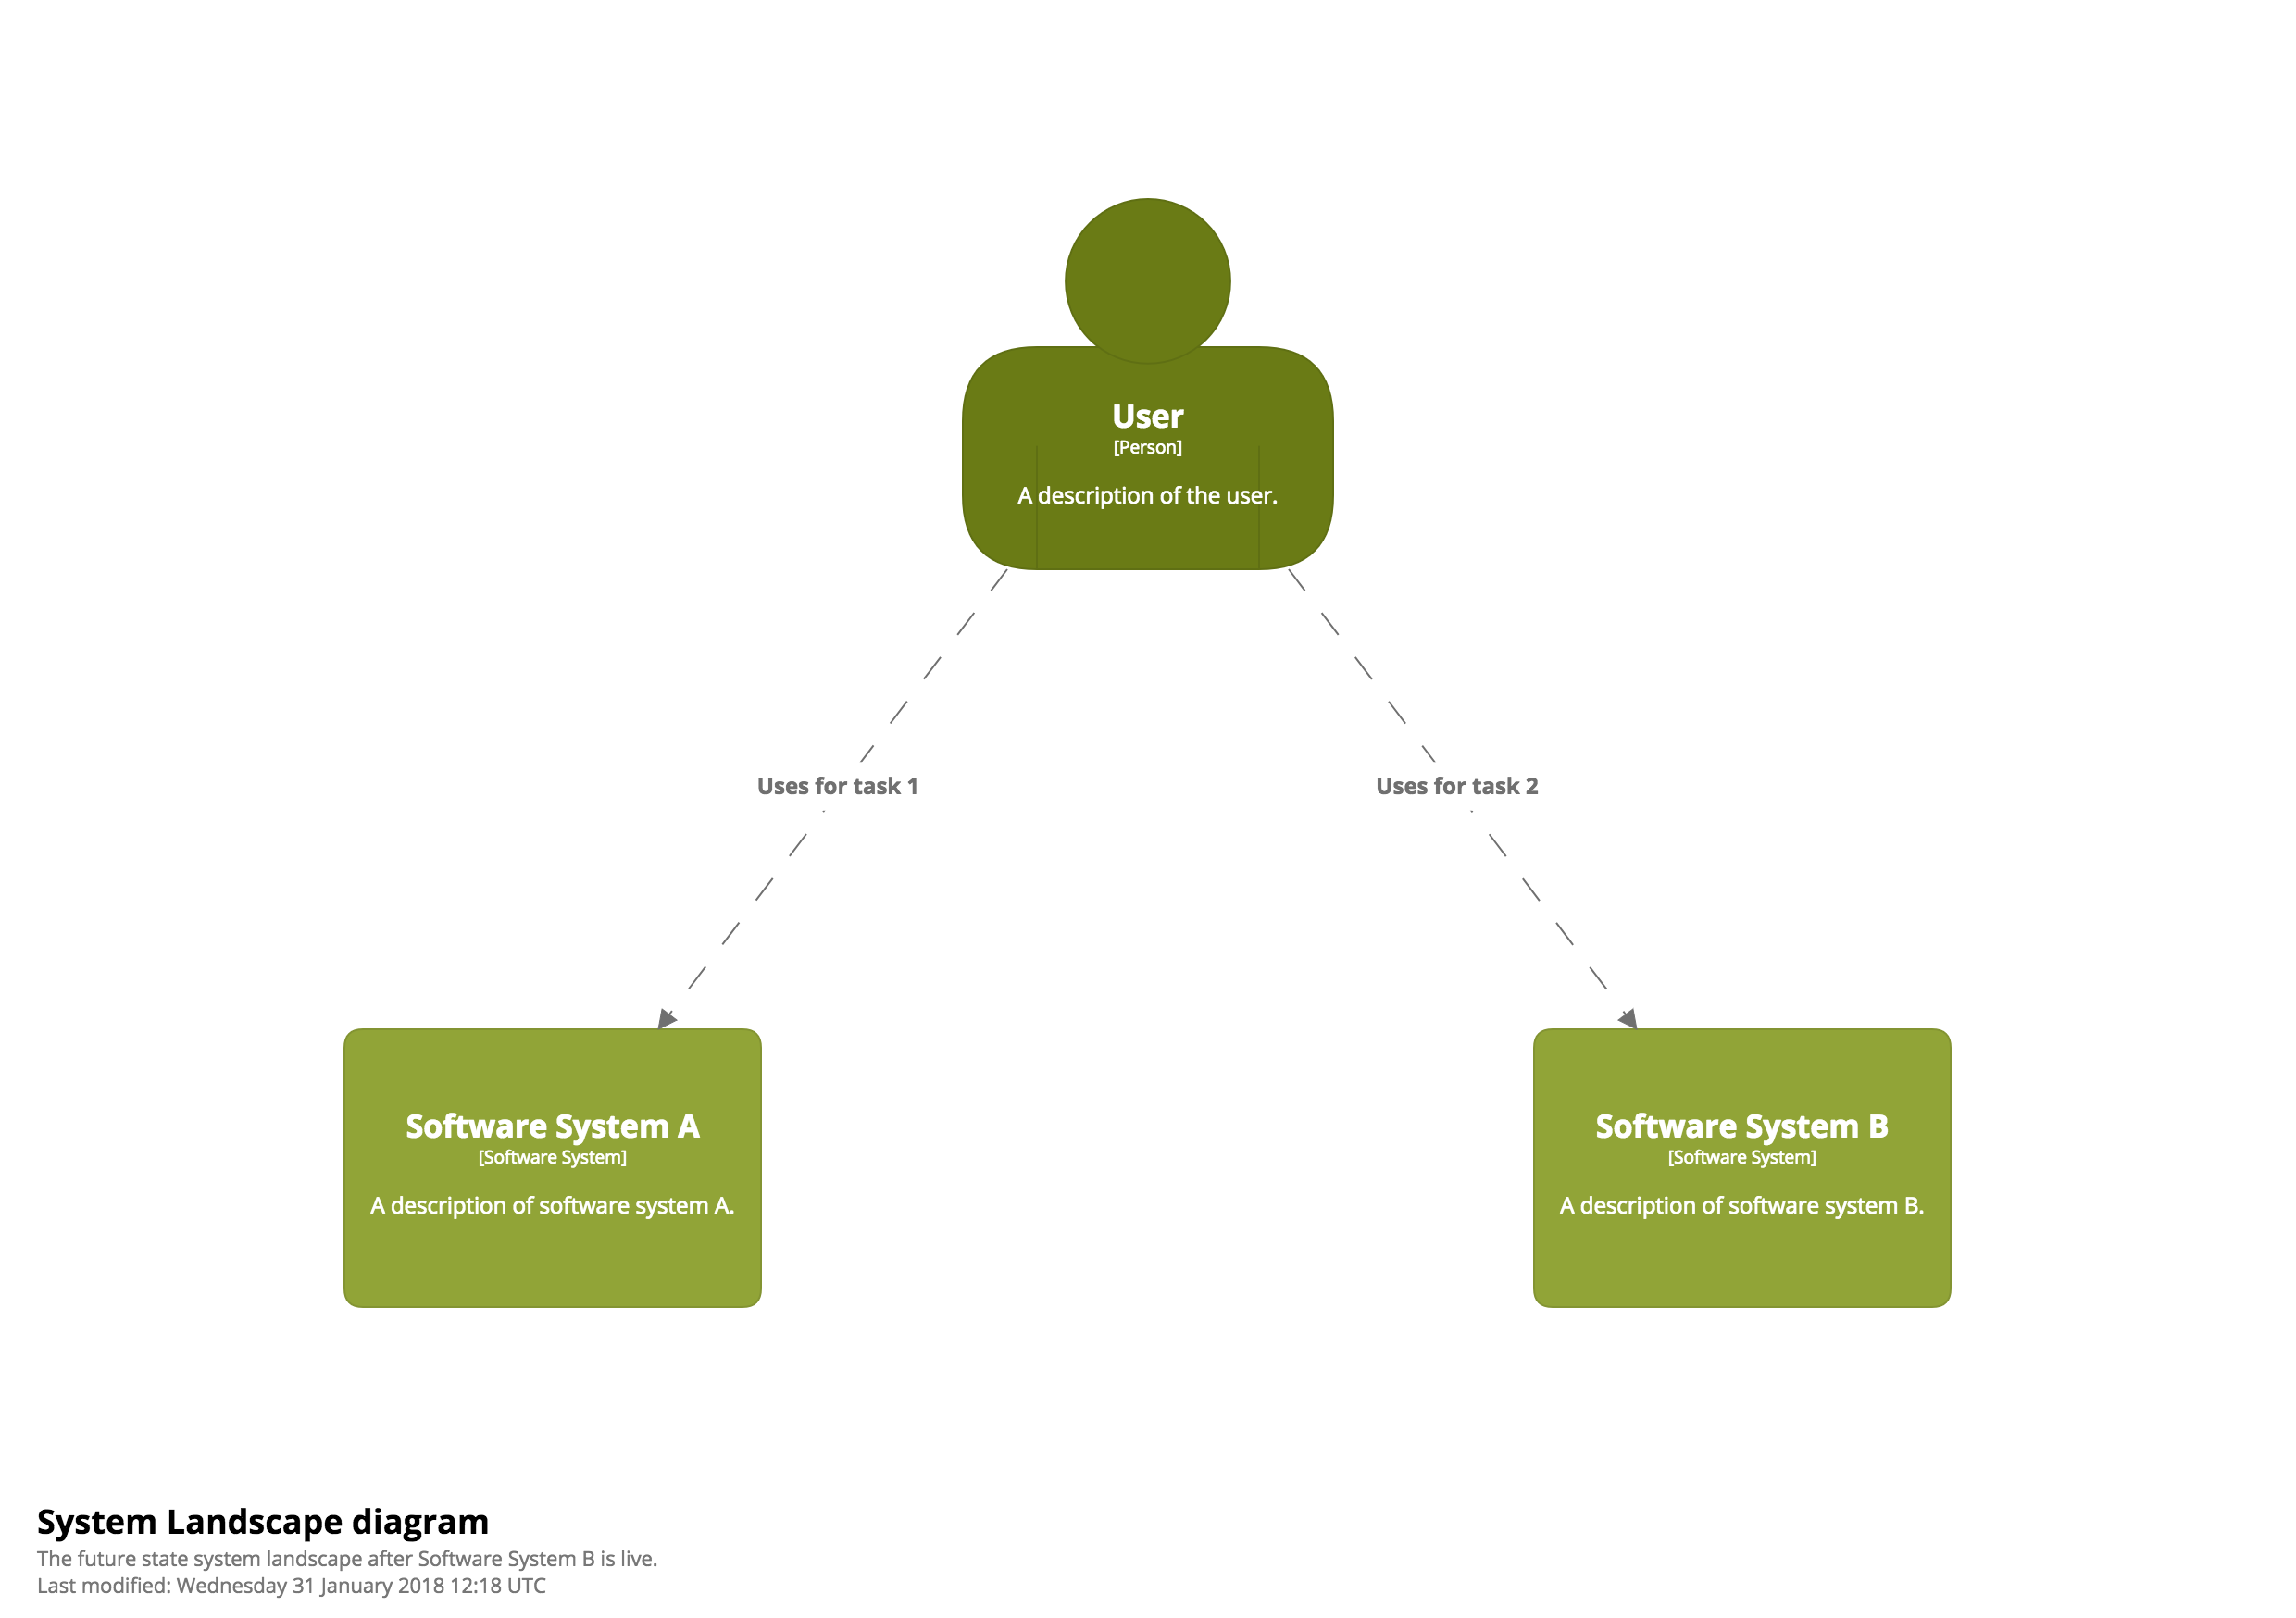 User
[Person]
A description of the user.
Uses for task 1
Uses for task 2
Software System A
[Software System]
A description of software system A.
Software System B
[Software System]
A description of software system B.
System Landscape diagram
The future state system landscape after Software System B is live.
Last modified: Wednesday 31 January 2018 12:18 UTC